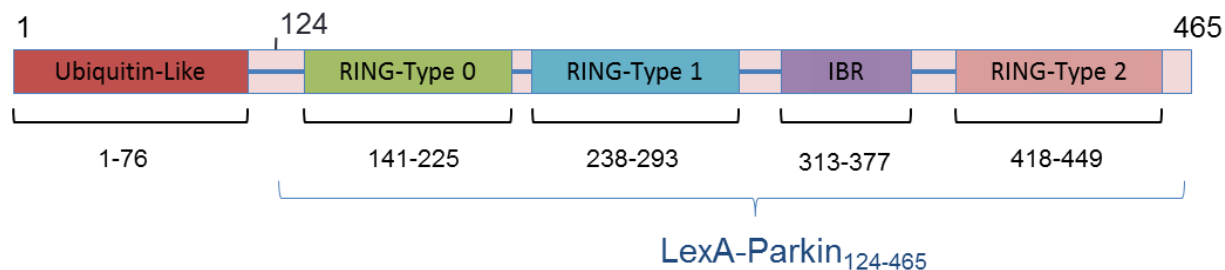 1 124 465
Ubiquitin-Like RING-Type 0 RING-Type 1 IBR RING-Type 2
1-76 141-225 238-293 313-377 418-449
LexA-Parkin124-465